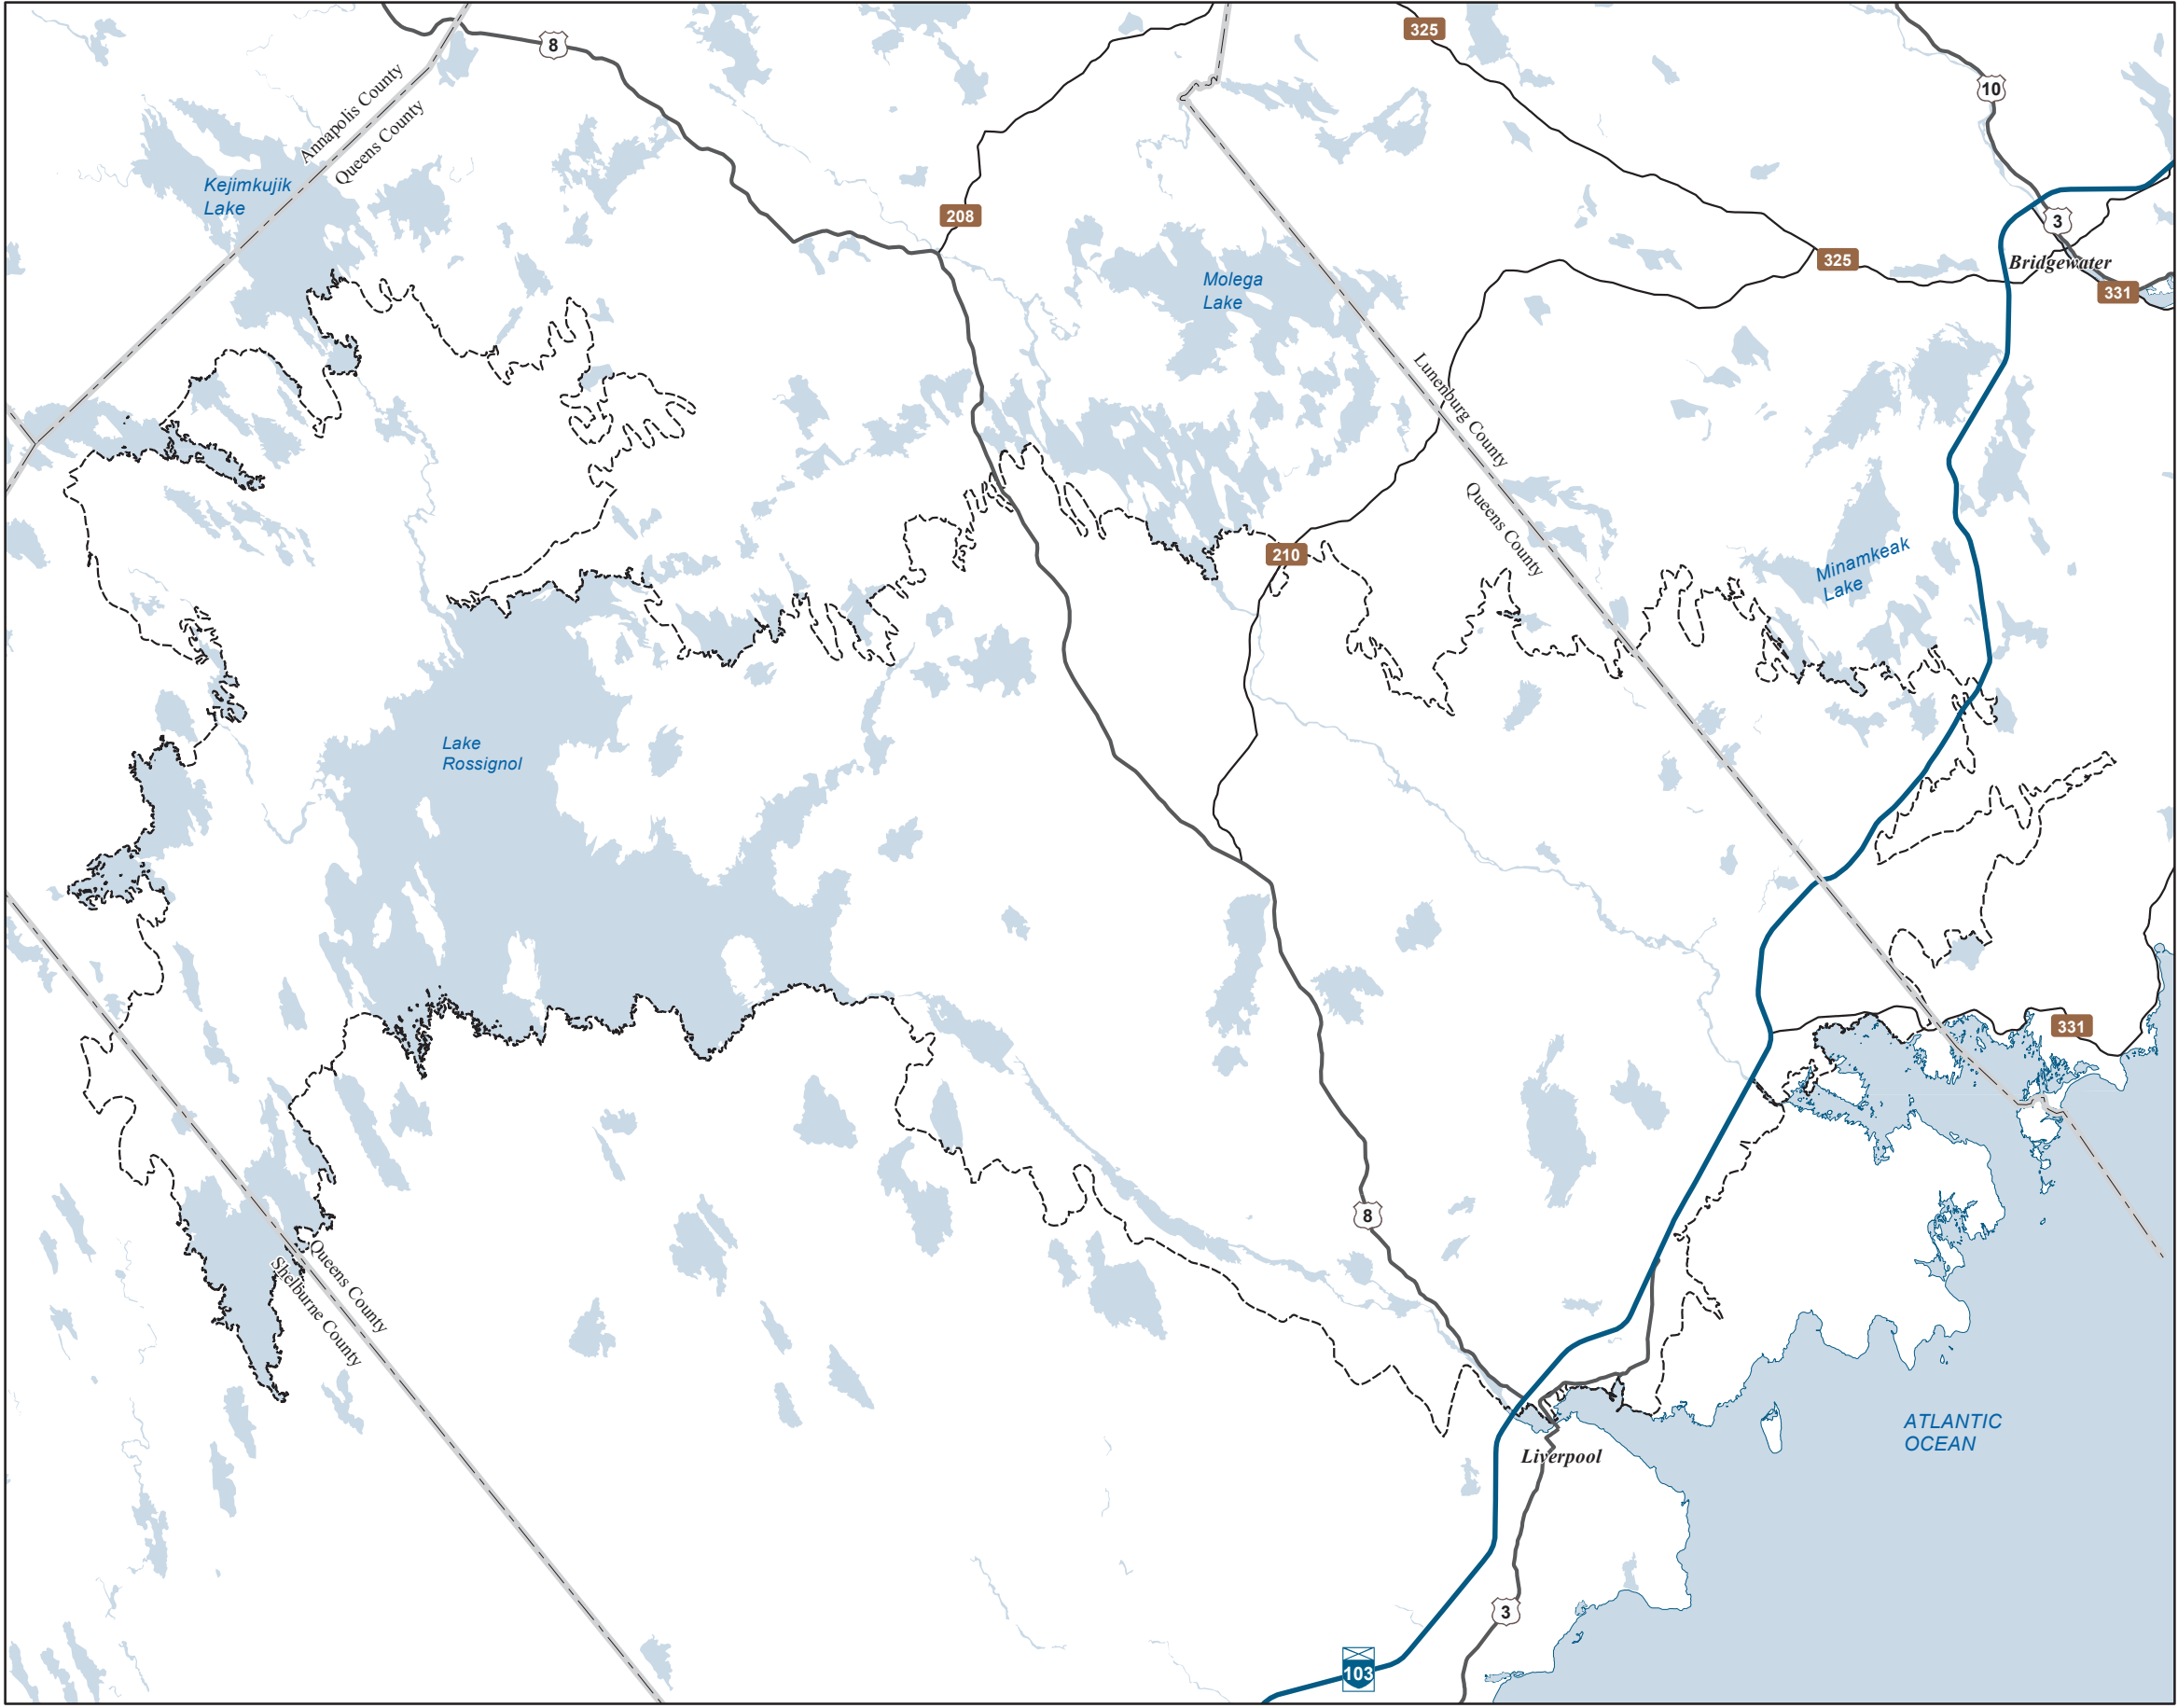 325
8
10
Annapolis County
Queens County
Kejimkujik
Lake
208
3
325
Bridgewater
331
Molega
Lake
Lunenburg County
Queens County
210
Minamkeak
Lake
Lake
Rossignol
331
8
Queens County
Shelburne County
ATLANTIC
OCEAN
Liverpool
3
103